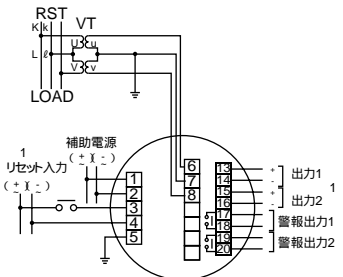 RST
VT
K k
U u
L ℓ
V v
LOAD
補助電源
(+)(-)
~ ~
1
リセット入力
(+)(-)
~ ~
1
2
3
4
5
6
7
8
13
14
15
16
17
18
19
20
+
-
+
-
出力1
1
出力2
警報出力1
警報出力2